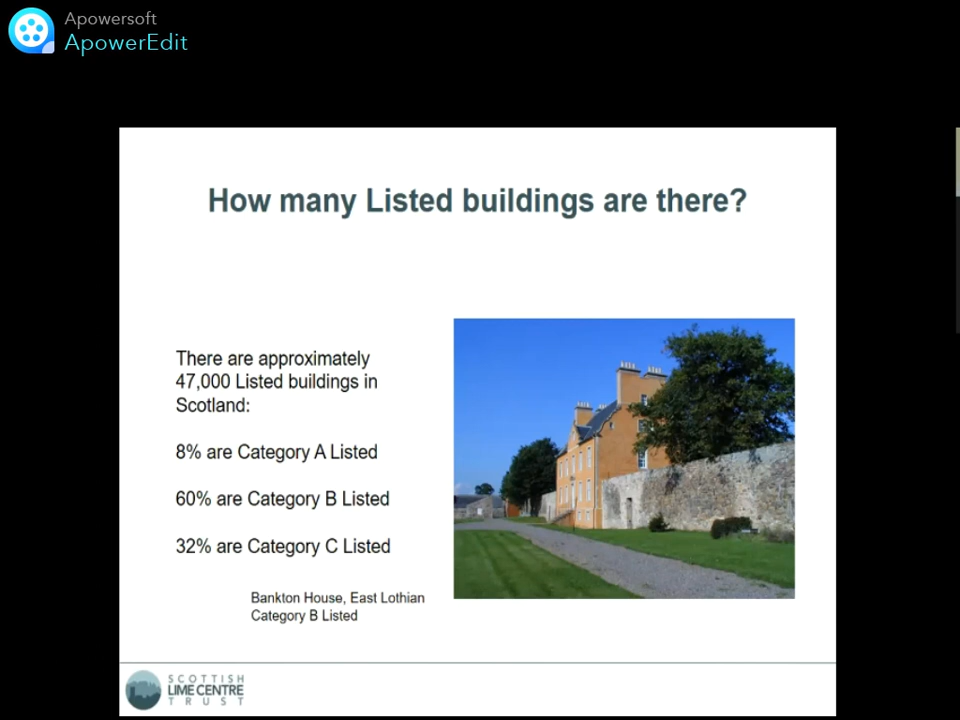 Apowersoft
ApowerEdit
How many Listed buildings are there?
There are approximately
47,000 Listed buildings in
Scotland:
8% are Category A Listed
60% are Category B Listed
32% are Category C Listed
Bankton House, East Lothian
Category B Listed
SCOTTISH
LIME CENTRE
TRUST